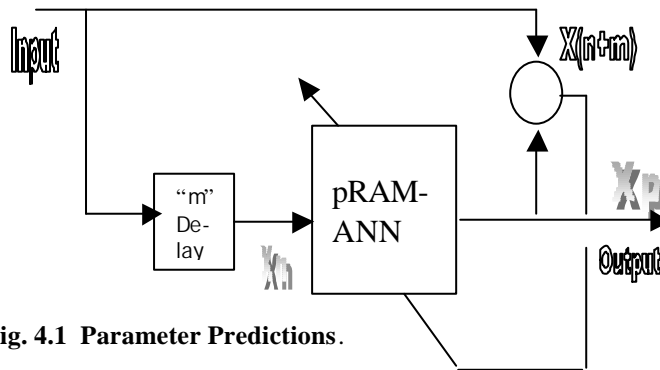 Input
X(n+m)
"m"
De-
lay
pRAM-
ANN
Xn
Xp
Output
ig. 4.1 Parameter Predictions.